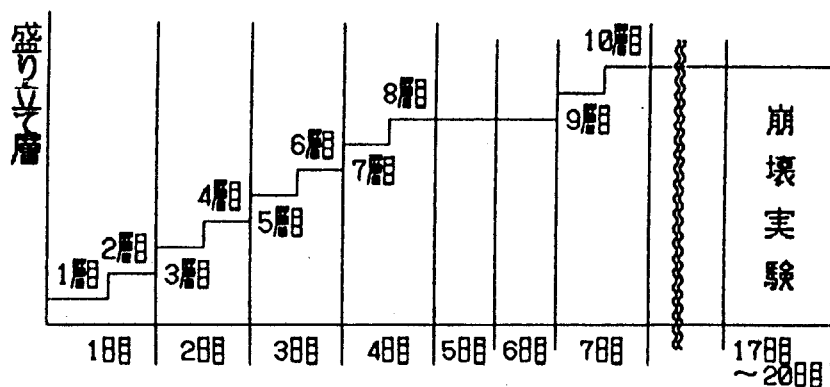 盛り立て層
1層目
2層目
3層目
4層目
5層目
6層目
7層目
8層目
9層目
10層目
崩壊実験
1日目
2日目
3日目
4日目
5日目
6日目
7日目
17日目
～20日目